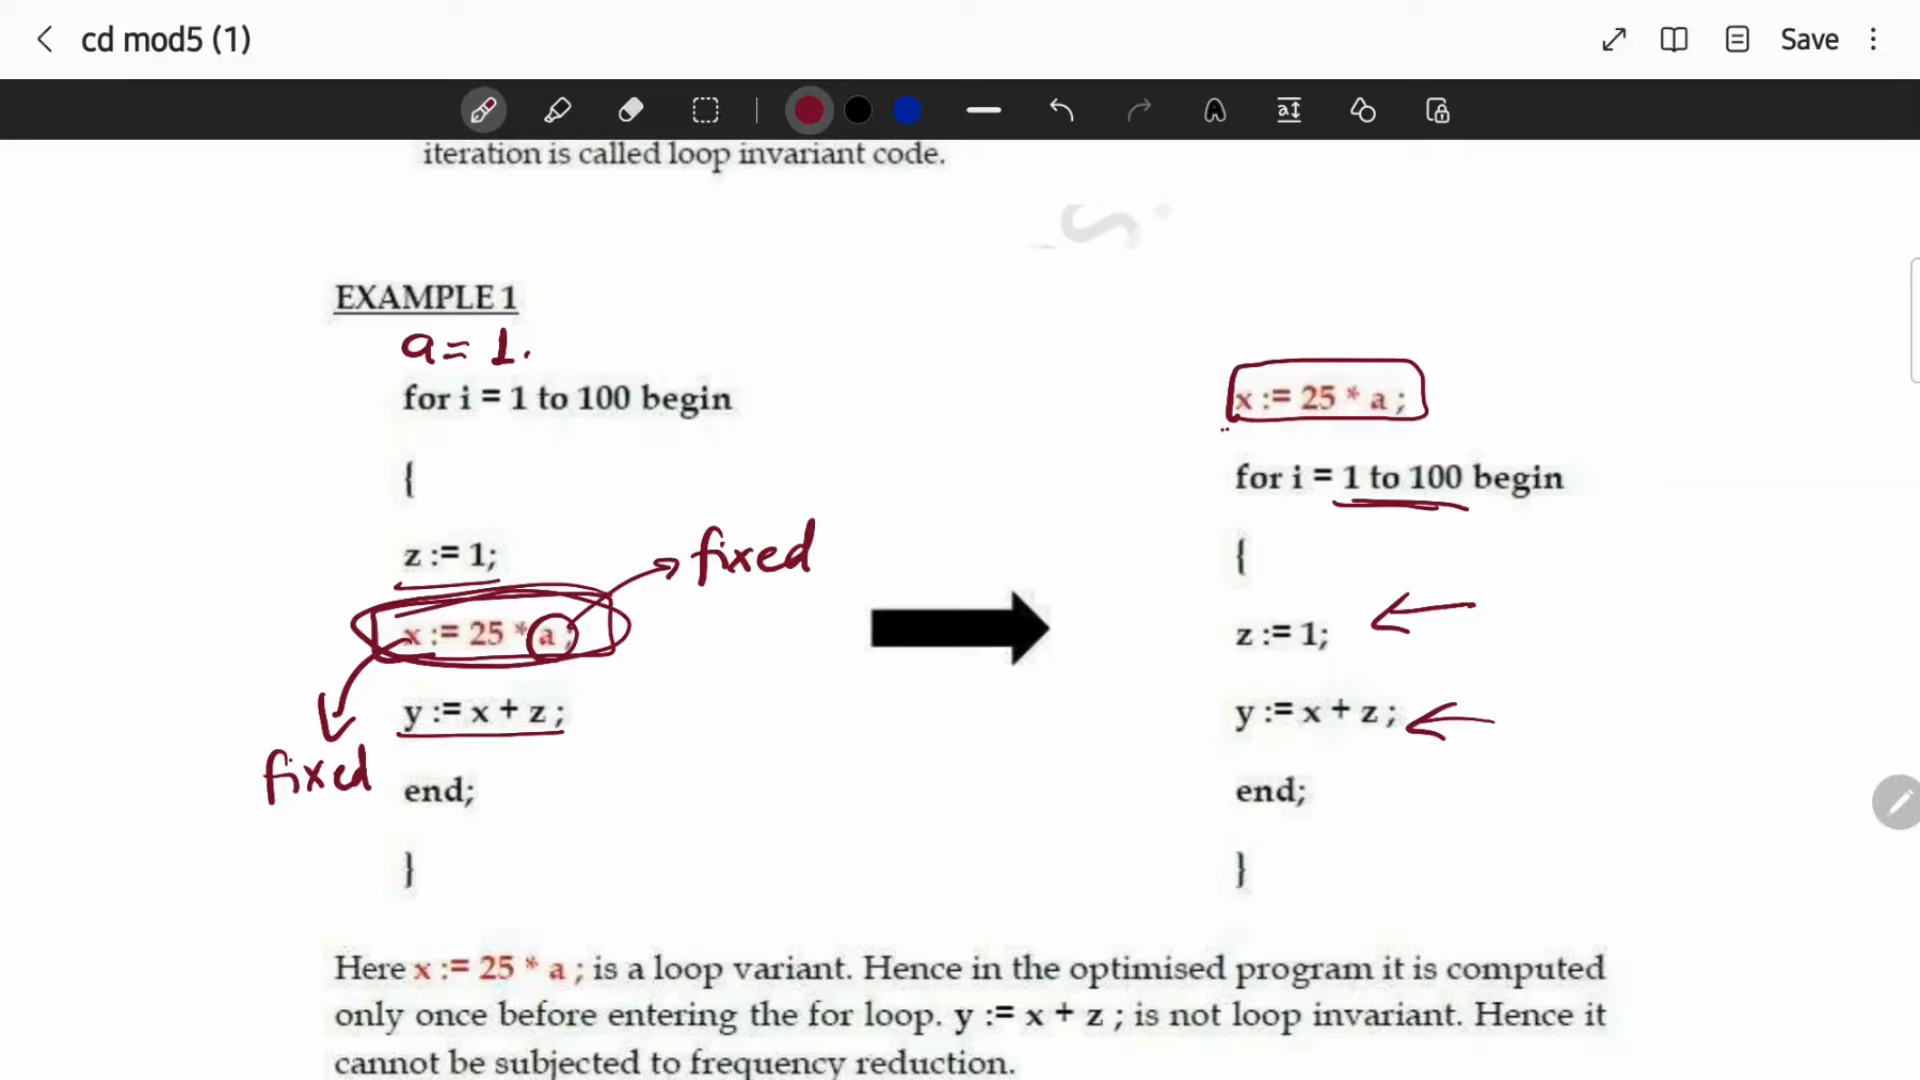 cd mod5 (1)
Save
iteration is called loop invariant code.
S.
EXAMPLE 1
a = 1.
for i = 1 to 100 begin
{
z := 1;
fixed
x := 25 * a ;
y := x + z ;
fixed
end;
}
x := 25 * a ;
for i = 1 to 100 begin
{
z := 1;
y := x + z ;
end;
}
Here x := 25 * a ; is a loop variant. Hence in the optimised program it is computed
only once before entering the for loop. y := x + z ; is not loop invariant. Hence it
cannot be subjected to frequency reduction.